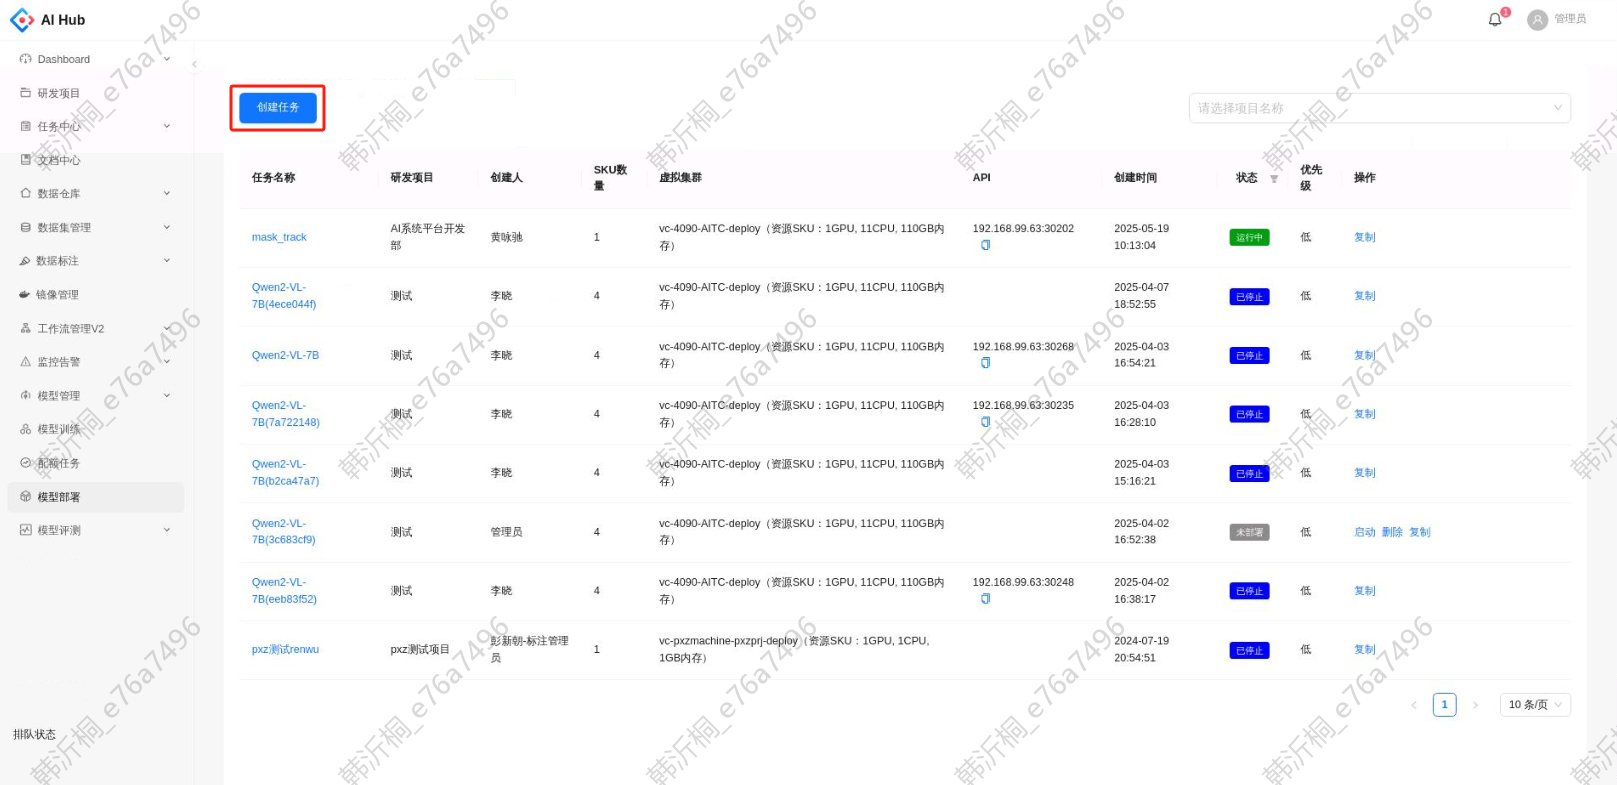 AI Hub
1
管理员
Dashboard
研发项目
任务中心
文档中心
数据仓库
数据集管理
数据标注
镜像管理
工作流管理V2
监控告警
模型管理
模型训练
配额任务
模型部署
模型评测
排队状态
创建任务
请选择项目名称
任务名称 研发项目 创建人 SKU数量 虚拟集群 API 创建时间 状态 优先级 操作
mask_track AI系统平台开发部 黄咏驰 1 vc-4090-AITC-deploy（资源SKU：1GPU, 11CPU, 110GB内存） 192.168.99.63:30202 2025-05-19 10:13:04 运行中 低 复制
Qwen2-VL-7B(4ece044f) 测试 李晓 4 vc-4090-AITC-deploy（资源SKU：1GPU, 11CPU, 110GB内存） 2025-04-07 18:52:55 已停止 低 复制
Qwen2-VL-7B 测试 李晓 4 vc-4090-AITC-deploy（资源SKU：1GPU, 11CPU, 110GB内存） 192.168.99.63:30268 2025-04-03 16:54:21 已停止 低 复制
Qwen2-VL-7B(7a722148) 测试 李晓 4 vc-4090-AITC-deploy（资源SKU：1GPU, 11CPU, 110GB内存） 192.168.99.63:30235 2025-04-03 16:28:10 已停止 低 复制
Qwen2-VL-7B(b2ca47a7) 测试 李晓 4 vc-4090-AITC-deploy（资源SKU：1GPU, 11CPU, 110GB内存） 2025-04-03 15:16:21 已停止 低 复制
Qwen2-VL-7B(3c683cf9) 测试 管理员 4 vc-4090-AITC-deploy（资源SKU：1GPU, 11CPU, 110GB内存） 2025-04-02 16:52:38 未部署 低 启动 删除 复制
Qwen2-VL-7B(eeb83f52) 测试 李晓 4 vc-4090-AITC-deploy（资源SKU：1GPU, 11CPU, 110GB内存） 192.168.99.63:30248 2025-04-02 16:38:17 已停止 低 复制
pxz测试renwu pxz测试项目 彭新朝-标注管理员 1 vc-pxzmachine-pxzprj-deploy（资源SKU：1GPU, 1CPU, 1GB内存） 2024-07-19 20:54:51 已停止 低 复制
1 10 条/页
韩沂桐_e76a7496